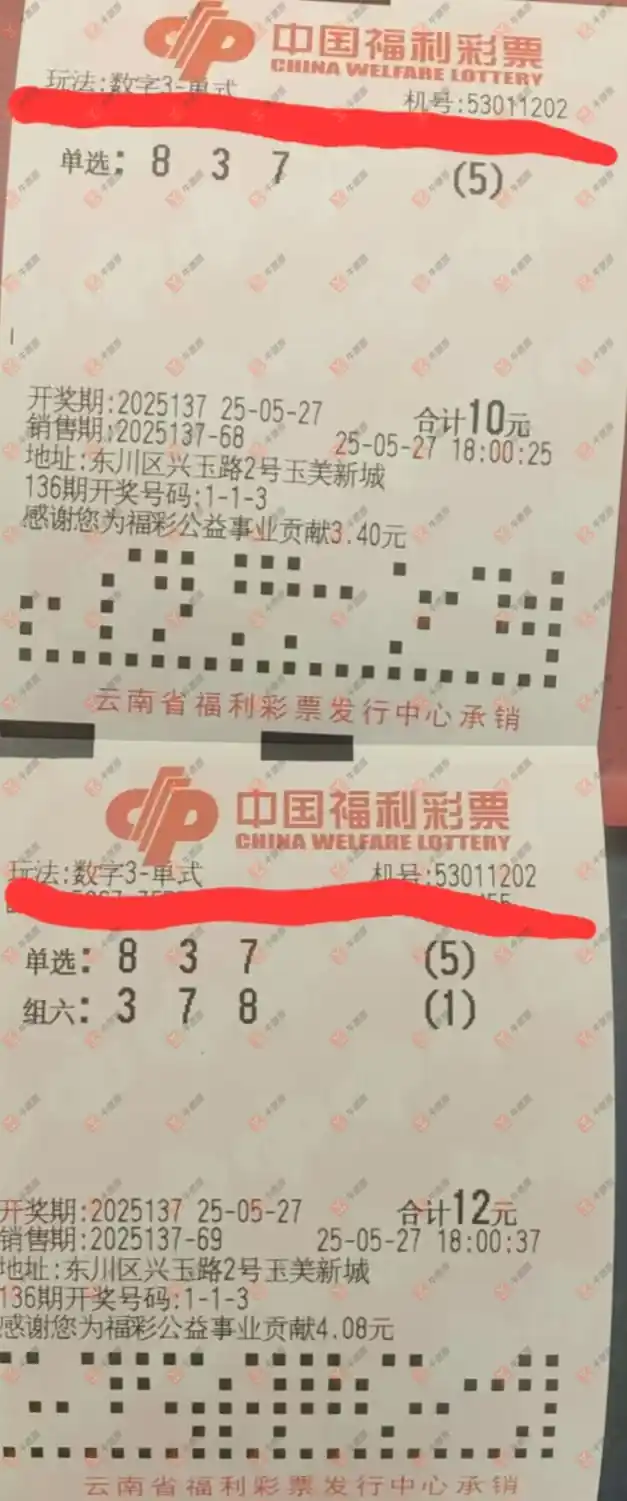 中国福利彩票
CHINA WELFARE LOTTERY
玩法:数字3-单式 机号:53011202
单选: 8 3 7 (5)
开奖期:2025137 25-05-27 合计10元
销售期:2025137-68 25-05-27 18:00:25
地址:东川区兴玉路2号玉美新城
136期开奖号码:1-1-3
感谢您为福彩公益事业贡献3.40元
云南省福利彩票发行中心承销
中国福利彩票
CHINA WELFARE LOTTERY
玩法:数字3-单式 机号:53011202
单选: 8 3 7 (5)
组六: 3 7 8 (1)
开奖期:2025137 25-05-27 合计12元
销售期:2025137-69 25-05-27 18:00:37
地址:东川区兴玉路2号玉美新城
136期开奖号码:1-1-3
感谢您为福彩公益事业贡献4.08元
云南省福利彩票发行中心承销